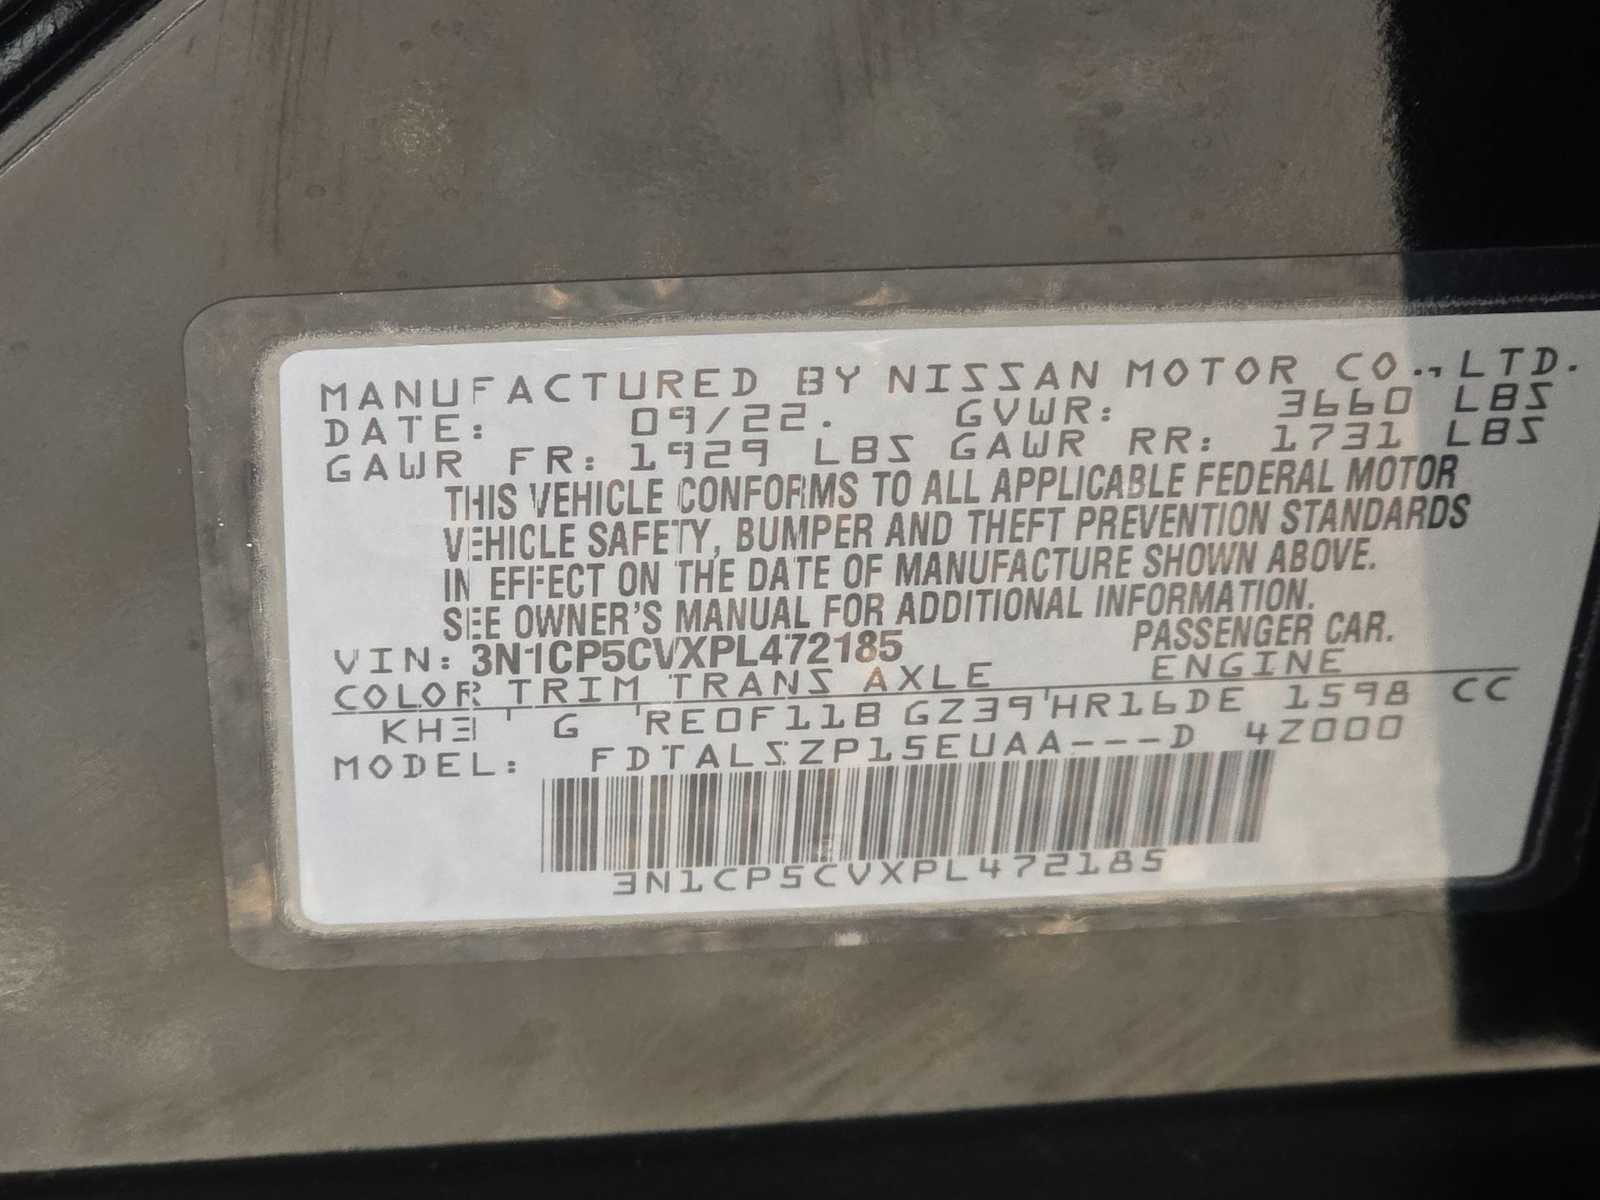 MANUFACTURED BY NISSAN MOTOR CO.,LTD.
DATE: 09/22. GVWR: 3660 LBS
GAWR FR: 1929 LBS GAWR RR: 1731 LBS
THIS VEHICLE CONFORMS TO ALL APPLICABLE FEDERAL MOTOR
VEHICLE SAFETY, BUMPER AND THEFT PREVENTION STANDARDS
IN EFFECT ON THE DATE OF MANUFACTURE SHOWN ABOVE.
SEE OWNER'S MANUAL FOR ADDITIONAL INFORMATION.
VIN: 3N1CP5CVXPL472185 PASSENGER CAR.
COLOR TRIM TRANS AXLE ENGINE
KH3 G RE0F11B GZ39 HR16DE 1598 CC
MODEL: FDTALSZP15EUAA---D 4Z000
3N1CP5CVXPL472185